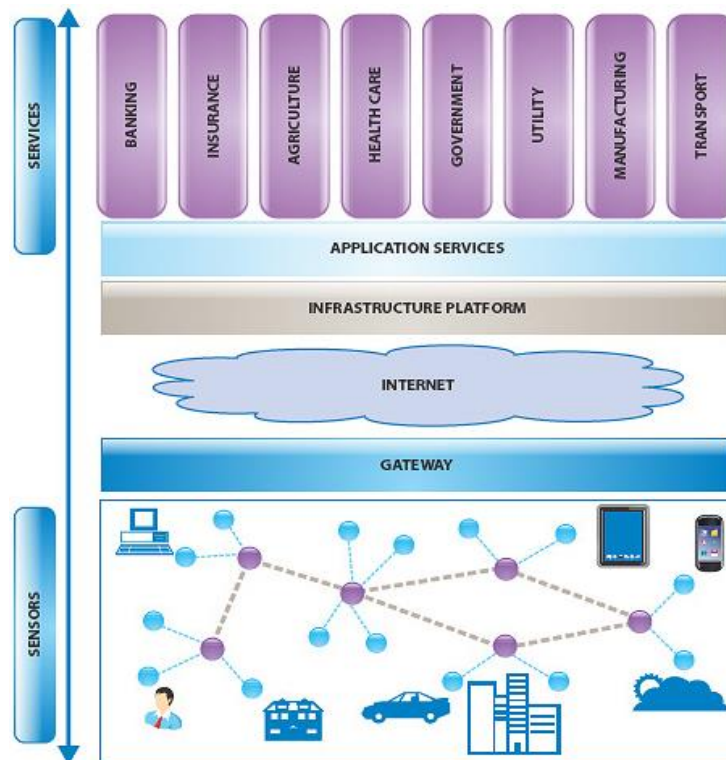 SERVICES
BANKING
INSURANCE
AGRICULTURE
HEALTH CARE
GOVERNMENT
UTILITY
MANUFACTURING
TRANSPORT
APPLICATION SERVICES
INFRASTRUCTURE PLATFORM
INTERNET
GATEWAY
SENSORS